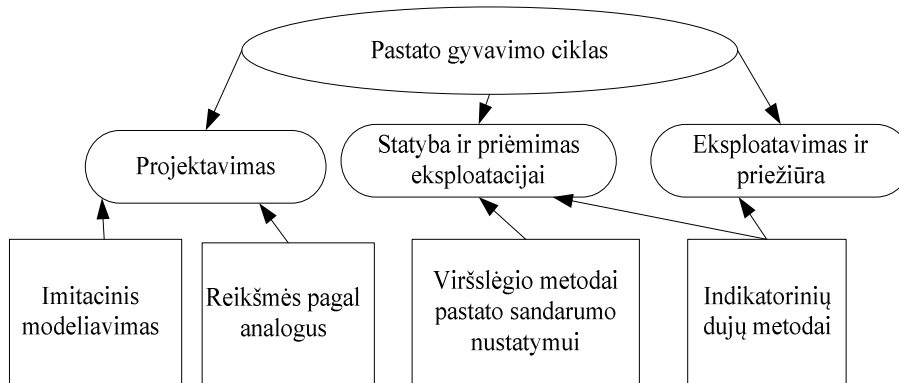 Pastato gyvavimo ciklas
Projektavimas
Statyba ir priėmimas
eksploatacijai
Eksploatavimas ir
priežiūra
Imitacinis
modeliavimas
Reikšmės pagal
analogus
Viršslėgio metodai
pastato sandarumo
nustatymui
Indikatorinių
dujų metodai